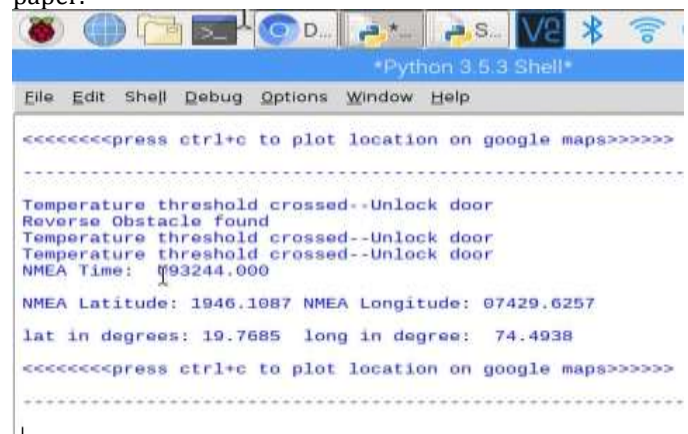 paper.
D...
*...
S...
*Python 3.5.3 Shell*
File Edit Shell Debug Options Window Help
<<<<<<<<press ctrl+c to plot location on google maps>>>>>>
Temperature threshold crossed--Unlock door
Reverse Obstacle found
Temperature threshold crossed--Unlock door
Temperature threshold crossed--Unlock door
NMEA Time: 093244.000
NMEA Latitude: 1946.1087 NMEA Longitude: 07429.6257
lat in degrees: 19.7685 long in degree: 74.4938
<<<<<<<<press ctrl+c to plot location on google maps>>>>>>